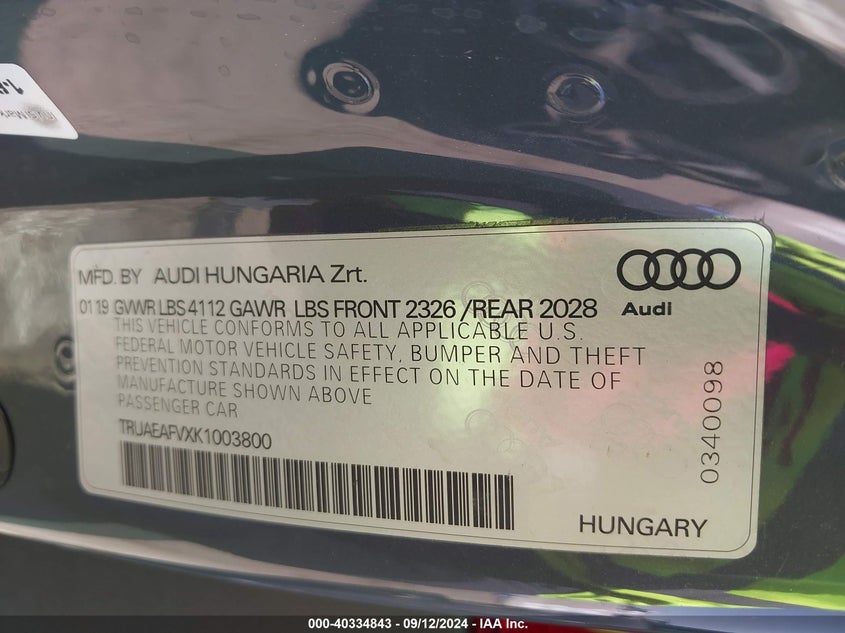 MFD. BY AUDI HUNGARIA Zrt.
01 19 GVWR LBS 4112 GAWR LBS FRONT 2326 /REAR 2028
THIS VEHICLE CONFORMS TO ALL APPLICABLE U.S.
FEDERAL MOTOR VEHICLE SAFETY, BUMPER AND THEFT
PREVENTION STANDARDS IN EFFECT ON THE DATE OF
MANUFACTURE SHOWN ABOVE
PASSENGER CAR
TRUAEAFVXK1003800
Audi
0340098
HUNGARY
000-40334843 - 09/12/2024 - IAA Inc.